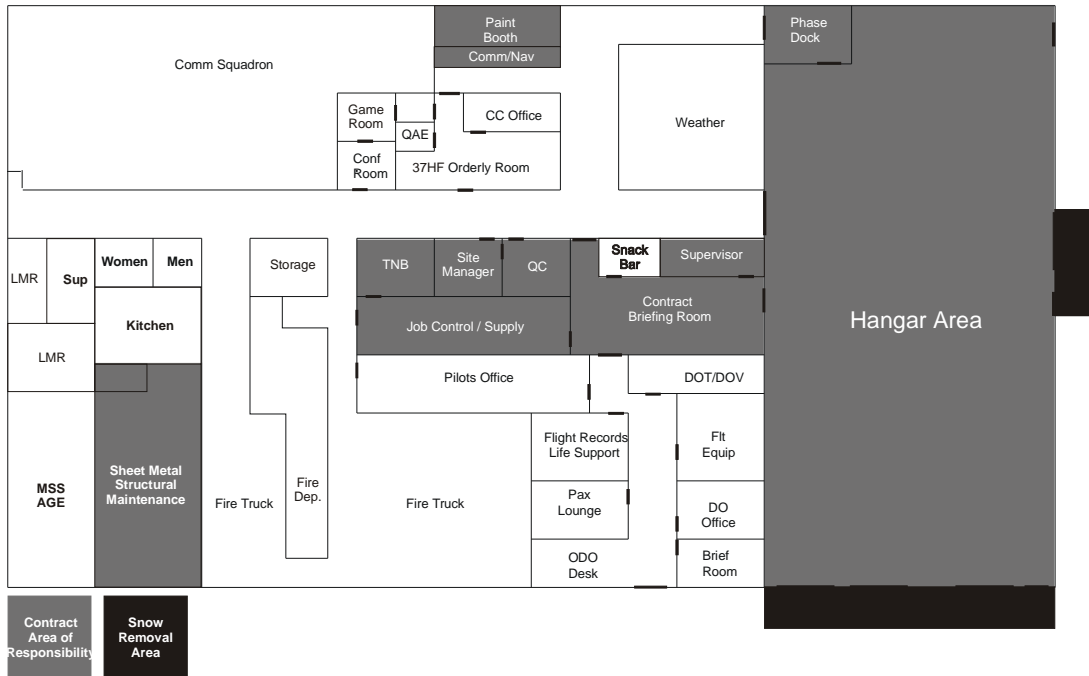 Paint
Booth
Phase
Dock
Comm/Nav
Comm Squadron
Game
Room
CC Office
Weather
QAE
Conf
Room
37HF Orderly Room
LMR
Sup
Women
Men
Storage
TNB
Site
Manager
QC
Snack
Bar
Supervisor
Kitchen
Job Control / Supply
Contract
Briefing Room
Hangar Area
LMR
Pilots Office
DOT/DOV
Flight Records
Life Support
Flt
Equip
Sheet Metal
Structural
Maintenance
MSS
AGE
Fire Truck
Fire
Dep.
Fire Truck
Pax
Lounge
DO
Office
ODO
Desk
Brief
Room
Contract
Area of
Responsibility
Snow
Removal
Area